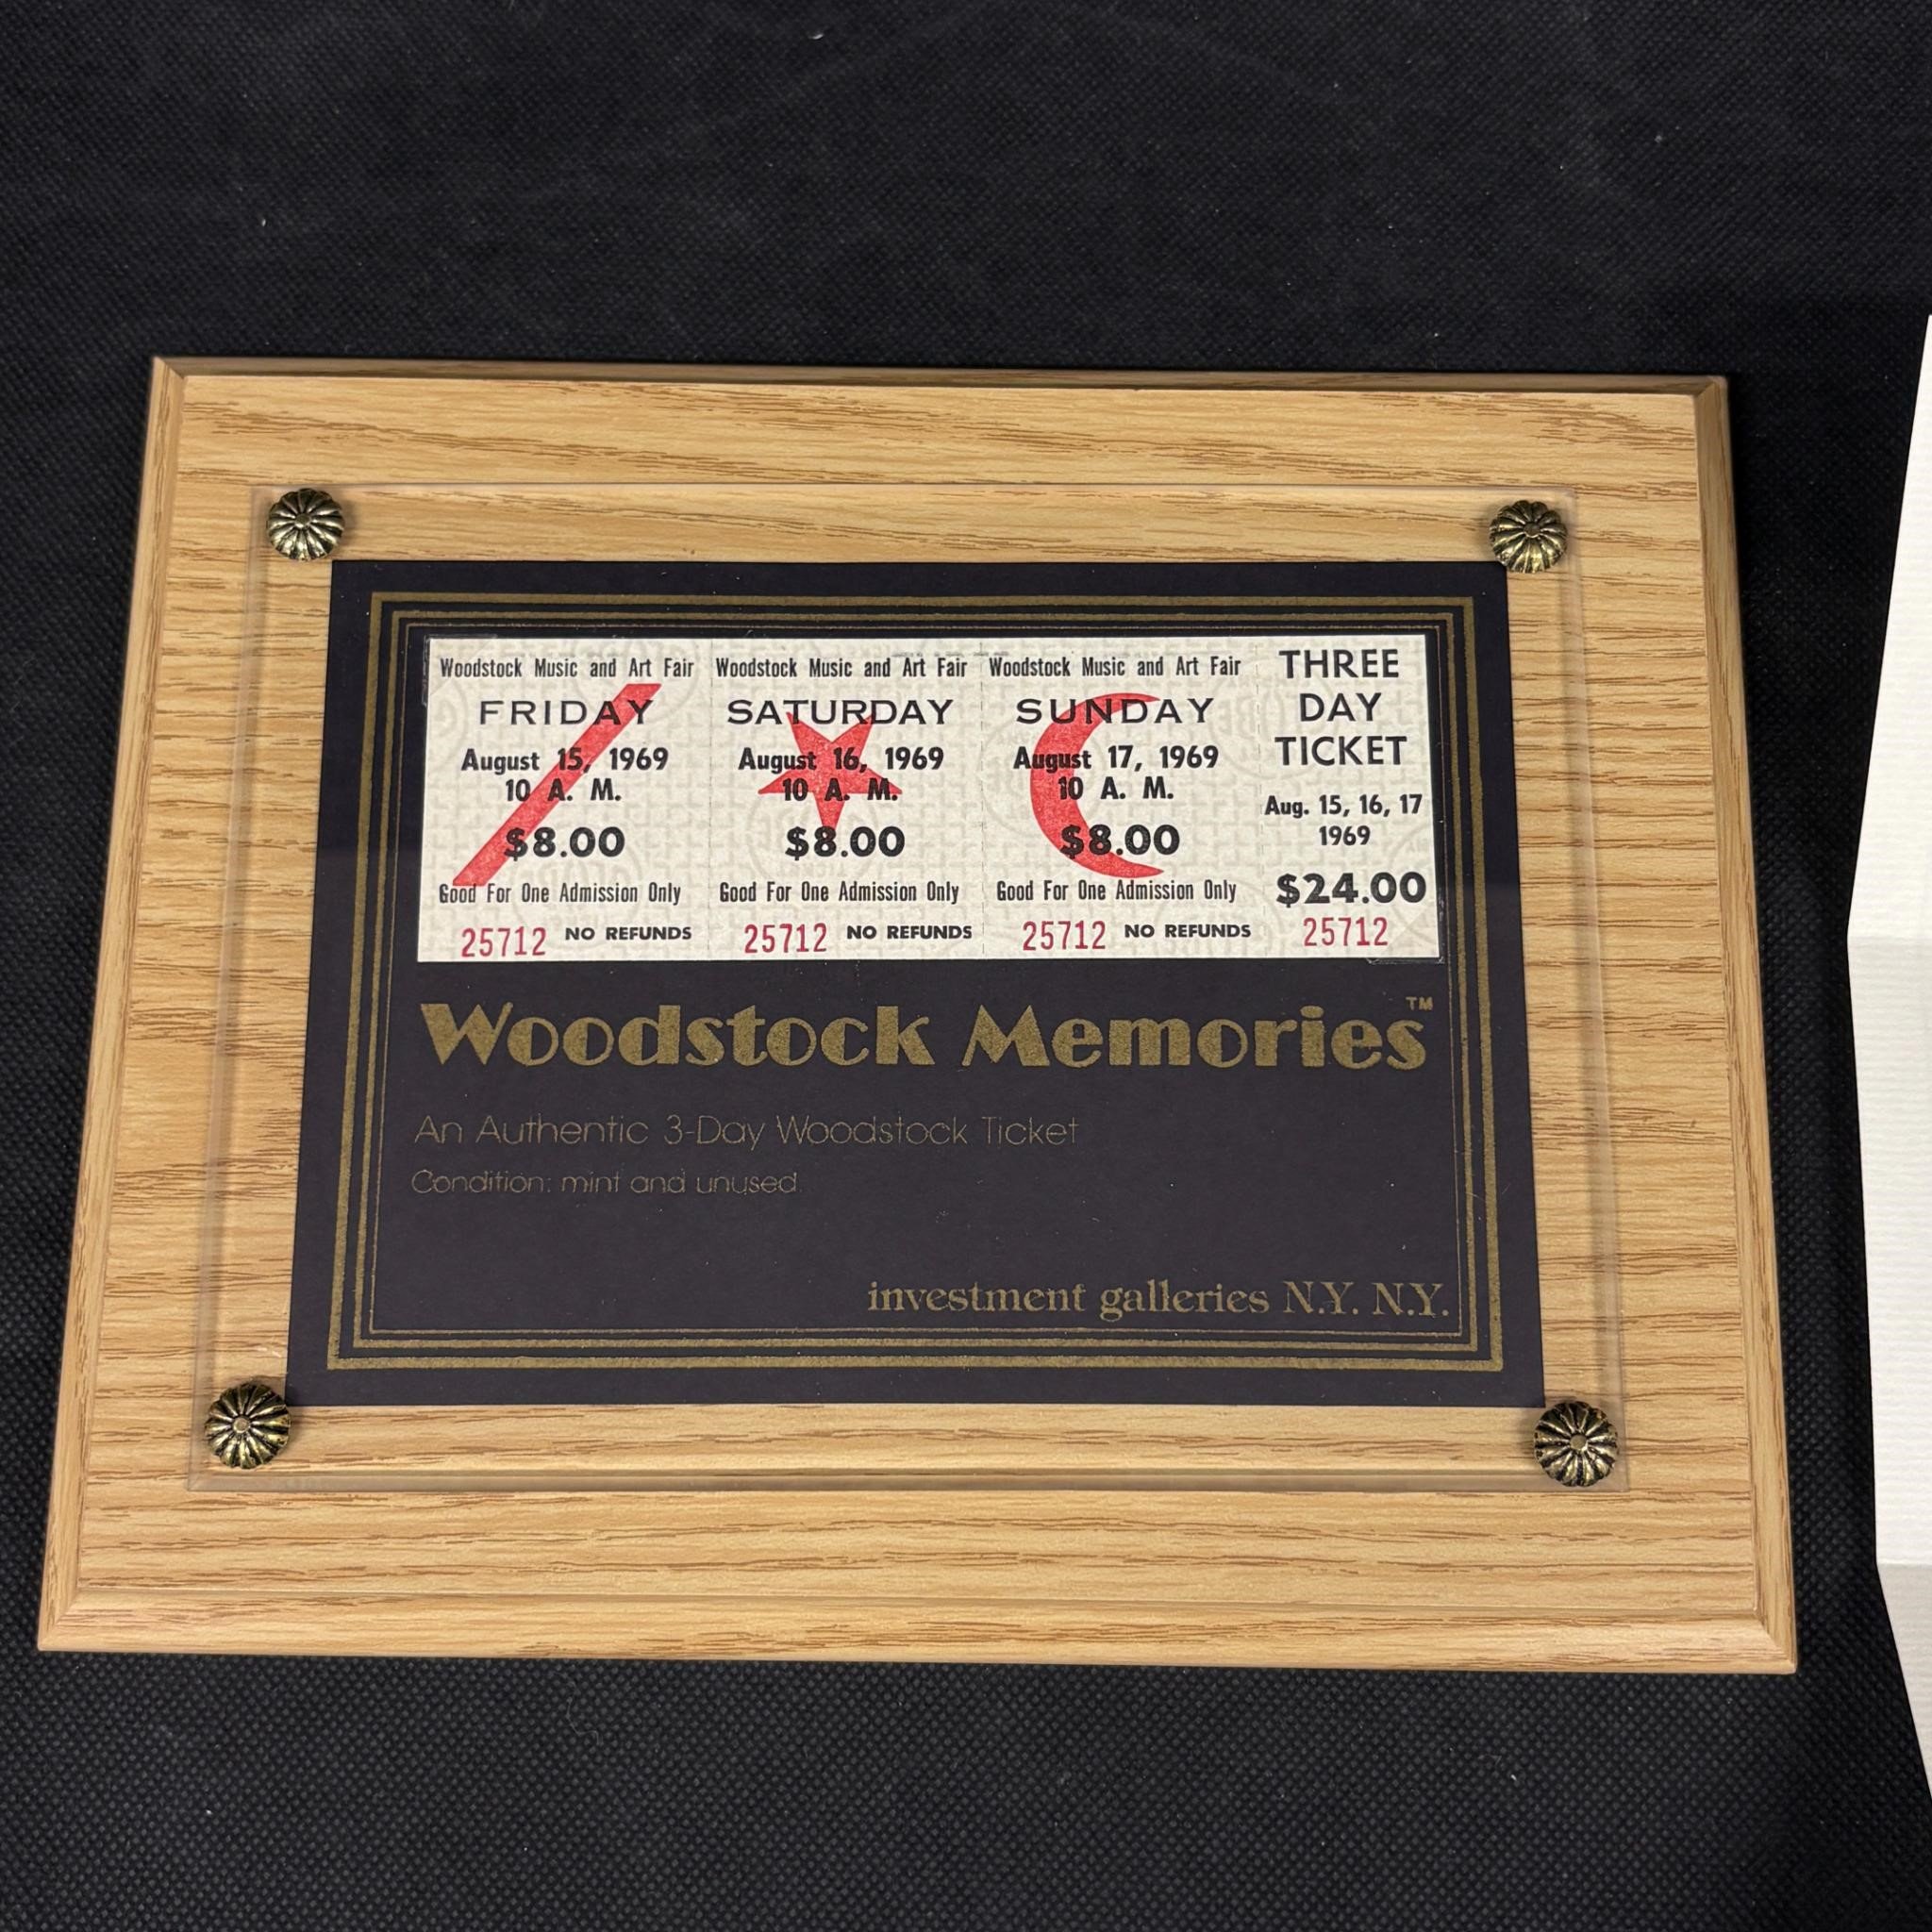 Woodstock Music and Art Fair
FRIDAY
August 15, 1969
10 A. M.
$8.00
Good For One Admission Only
25712 NO REFUNDS
Woodstock Music and Art Fair
SATURDAY
August 16, 1969
10 A. M.
$8.00
Good For One Admission Only
25712 NO REFUNDS
Woodstock Music and Art Fair
SUNDAY
August 17, 1969
10 A. M.
$8.00
Good For One Admission Only
25712 NO REFUNDS
THREE
DAY
TICKET
Aug. 15, 16, 17
1969
$24.00
25712
Woodstock Memories™
An Authentic 3-Day Woodstock Ticket
Condition: mint and unused.
investment galleries N.Y. N.Y.